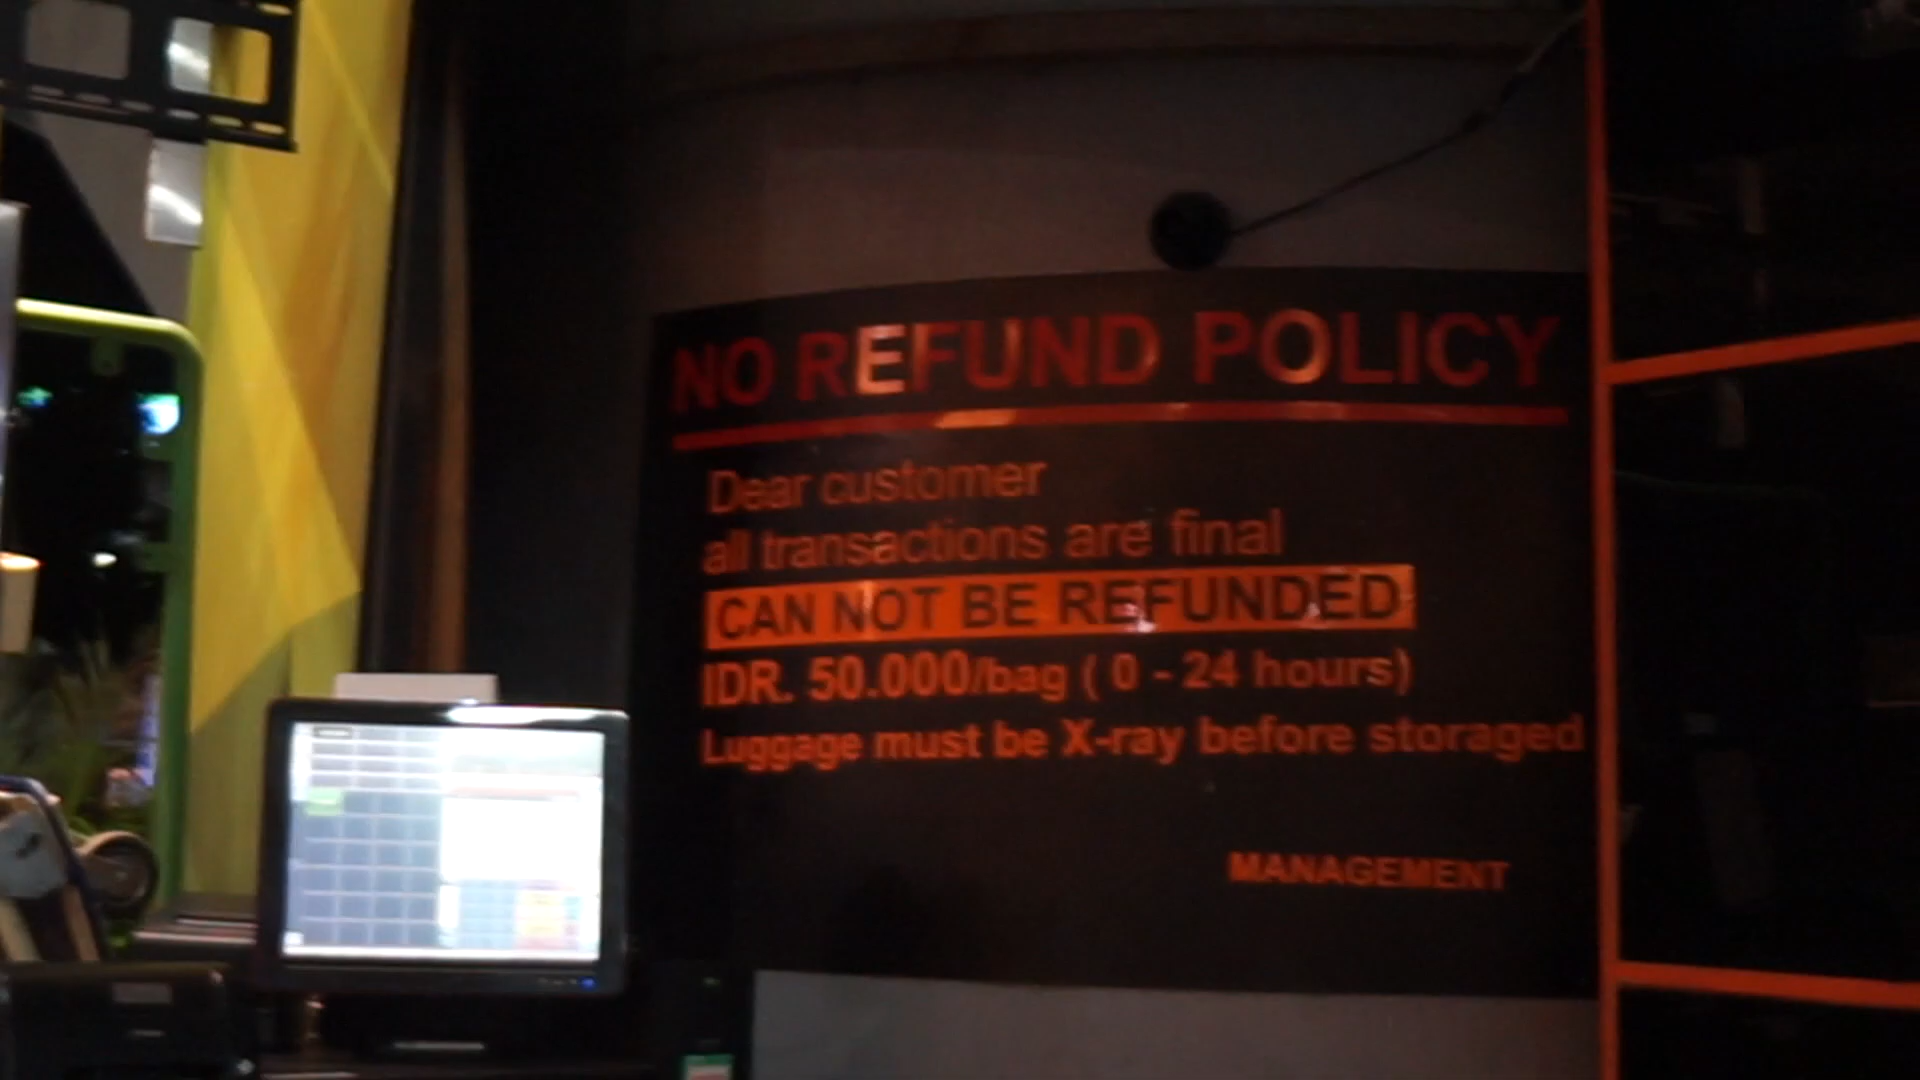 NO REFUND POLICY
Dear customer
all transactions are final
CAN NOT BE REFUNDED
IDR. 50.000/bag ( 0 - 24 hours)
Luggage must be X-ray before storaged
MANAGEMENT